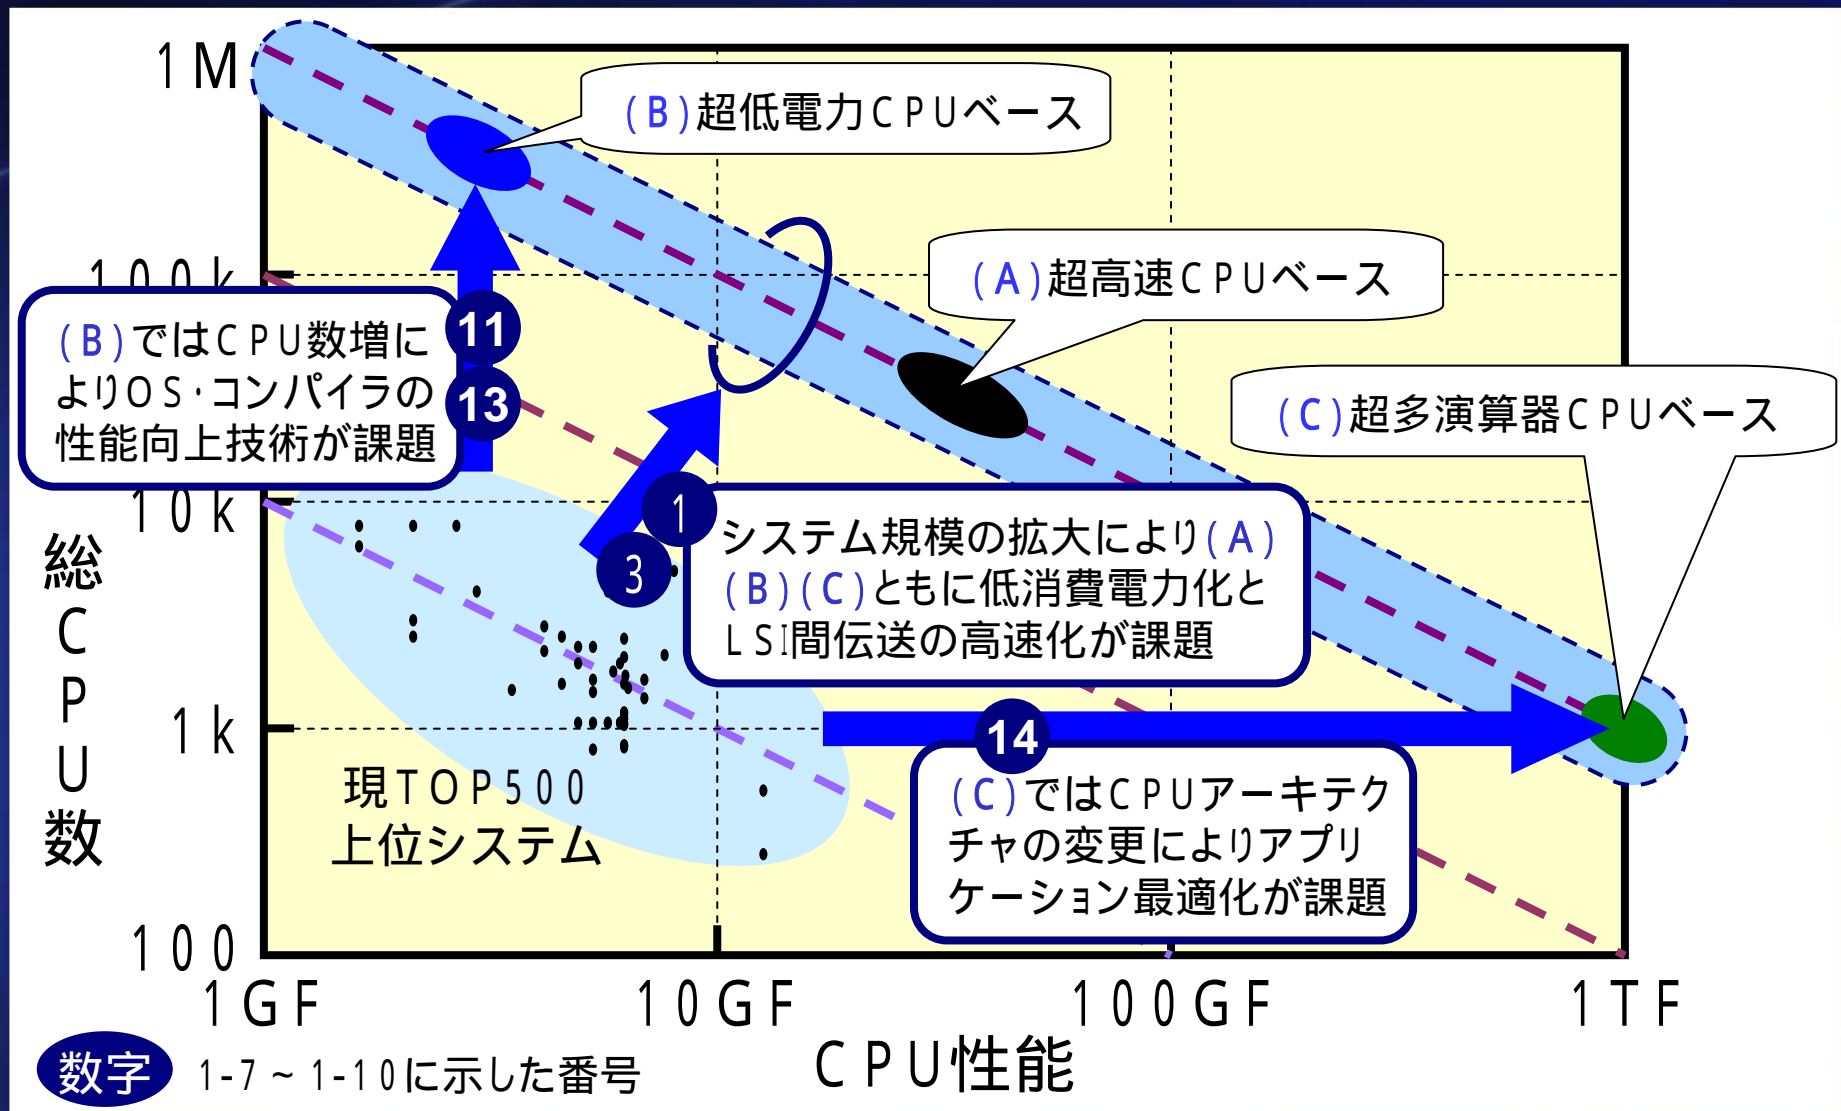 1M
(B)超低電力CPUベース
100k
(A)超高速CPUベース
(B)ではCPU数増に
よりOS・コンパイラの
性能向上技術が課題
11
13
(C)超多演算器CPUベース
10k
1
3
システム規模の拡大により(A)
(B)(C)ともに低消費電力化と
LSI間伝送の高速化が課題
総CPU数
1k
14
現TOP500
上位システム
(C)ではCPUアーキテク
チャの変更によりアプリ
ケーション最適化が課題
100
1GF
10GF
100GF
1TF
CPU性能
数字
1-7～1-10に示した番号